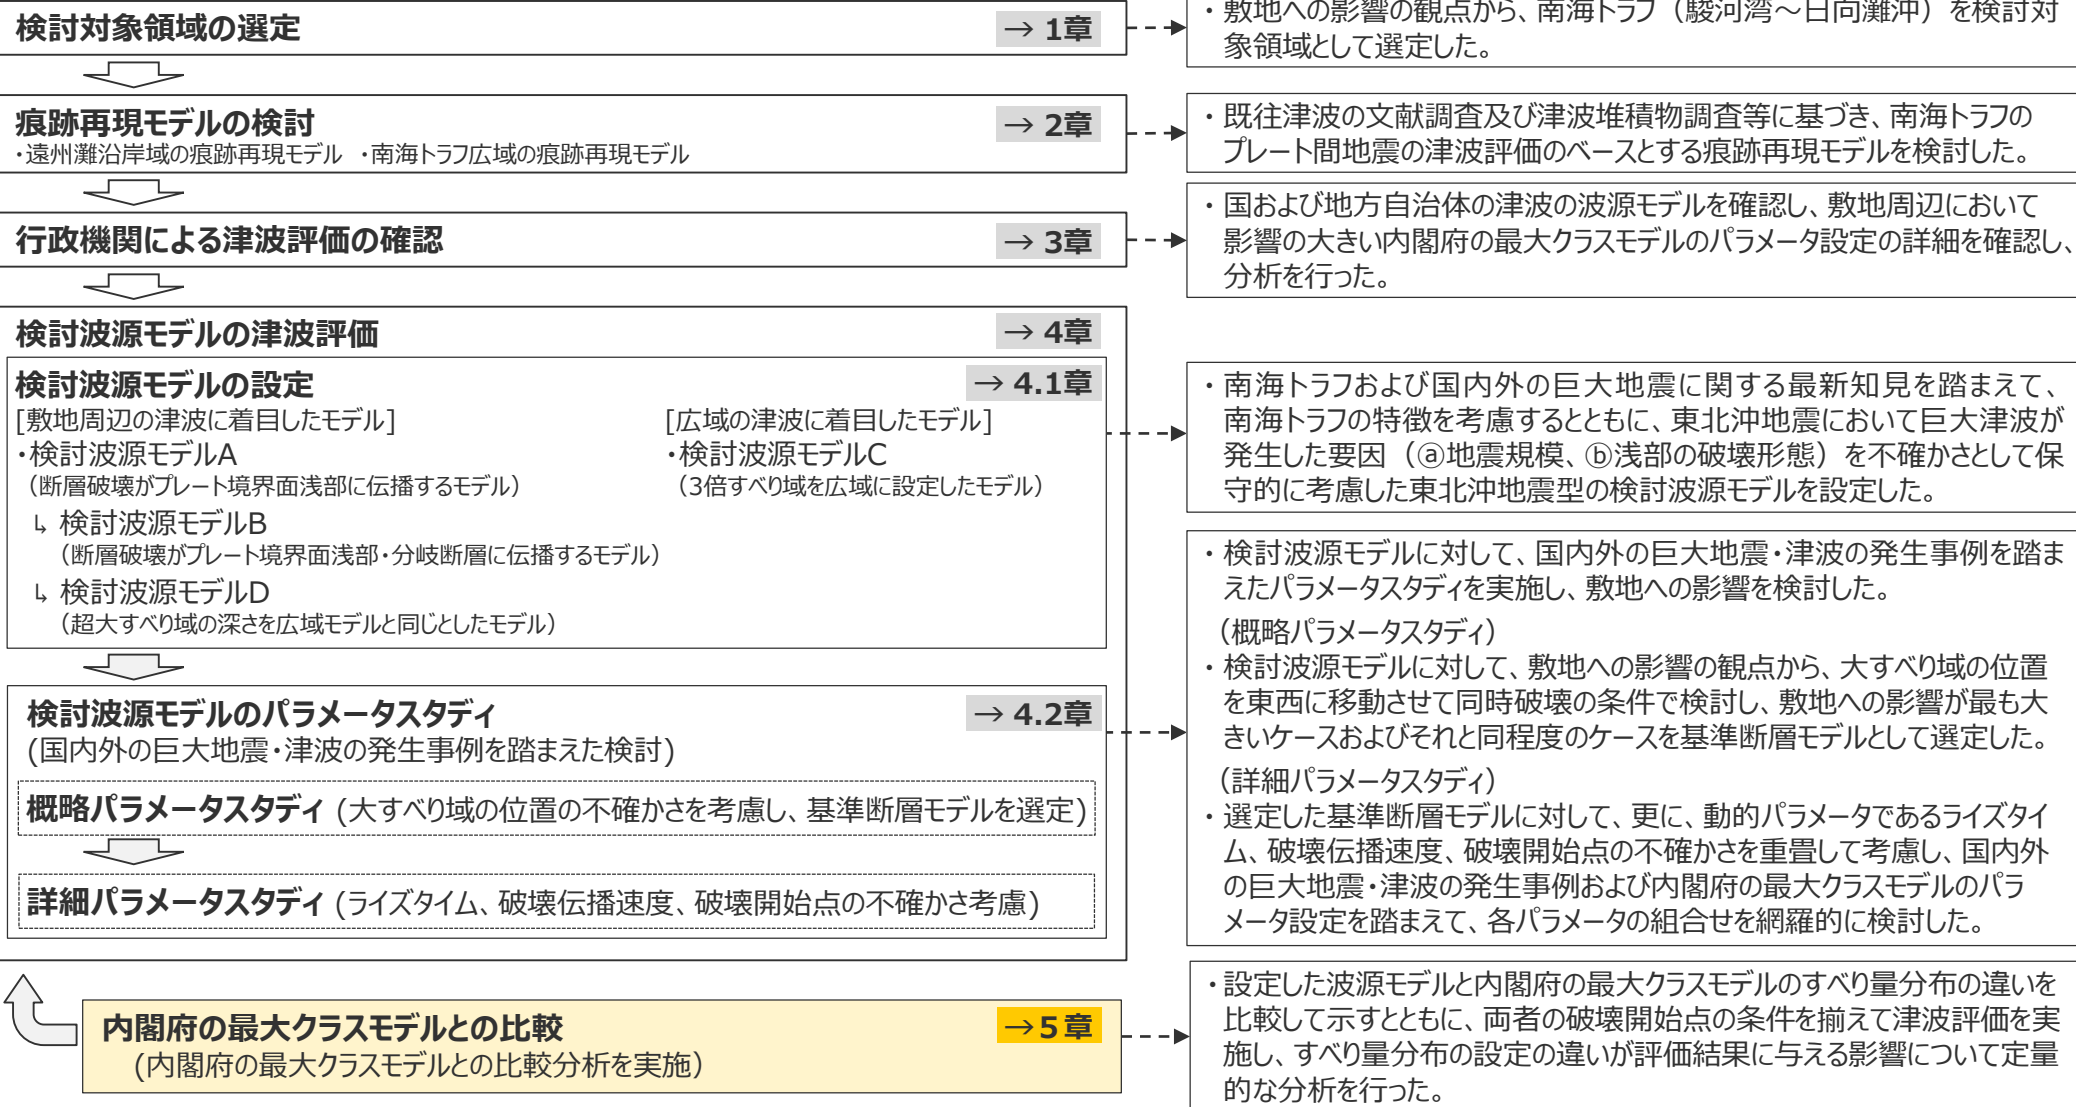 検討対象領域の選定 → 1章
・敷地への影響の観点から、南海トラフ（駿河湾～日向灘沖）を検討対
象領域として選定した。
痕跡再現モデルの検討 → 2章
・遠州灘沿岸域の痕跡再現モデル ・南海トラフ広域の痕跡再現モデル
・既往津波の文献調査及び津波堆積物調査等に基づき、南海トラフの
プレート間地震の津波評価のベースとする痕跡再現モデルを検討した。
行政機関による津波評価の確認 → 3章
・国および地方自治体の津波の波源モデルを確認し、敷地周辺において
影響の大きい内閣府の最大クラスモデルのパラメータ設定の詳細を確認し、
分析を行った。
検討波源モデルの津波評価 → 4章
検討波源モデルの設定 → 4.1章
[敷地周辺の津波に着目したモデル] [広域の津波に着目したモデル]
・検討波源モデルA ・検討波源モデルC
（断層破壊がプレート境界面浅部に伝播するモデル） （3倍すべり域を広域に設定したモデル）
↳ 検討波源モデルB
（断層破壊がプレート境界面浅部・分岐断層に伝播するモデル）
↳ 検討波源モデルD
（超大すべり域の深さを広域モデルと同じとしたモデル）
・南海トラフおよび国内外の巨大地震に関する最新知見を踏まえて、
南海トラフの特徴を考慮するとともに、東北沖地震において巨大津波が
発生した要因（ⓐ地震規模、ⓑ浅部の破壊形態）を不確かさとして保
守的に考慮した東北沖地震型の検討波源モデルを設定した。
検討波源モデルのパラメータスタディ → 4.2章
(国内外の巨大地震・津波の発生事例を踏まえた検討)
概略パラメータスタディ (大すべり域の位置の不確かさを考慮し、基準断層モデルを選定)
詳細パラメータスタディ (ライズタイム、破壊伝播速度、破壊開始点の不確かさ考慮)
・検討波源モデルに対して、国内外の巨大地震・津波の発生事例を踏ま
えたパラメータスタディを実施し、敷地への影響を検討した。
（概略パラメータスタディ）
・検討波源モデルに対して、敷地への影響の観点から、大すべり域の位置
を東西に移動させて同時破壊の条件で検討し、敷地への影響が最も大
きいケースおよびそれと同程度のケースを基準断層モデルとして選定した。
（詳細パラメータスタディ）
・選定した基準断層モデルに対して、更に、動的パラメータであるライズタイ
ム、破壊伝播速度、破壊開始点の不確かさを重畳して考慮し、国内外
の巨大地震・津波の発生事例および内閣府の最大クラスモデルのパラ
メータ設定を踏まえて、各パラメータの組合せを網羅的に検討した。
内閣府の最大クラスモデルとの比較 →５章
(内閣府の最大クラスモデルとの比較分析を実施)
・設定した波源モデルと内閣府の最大クラスモデルのすべり量分布の違いを
比較して示すとともに、両者の破壊開始点の条件を揃えて津波評価を実
施し、すべり量分布の設定の違いが評価結果に与える影響について定量
的な分析を行った。